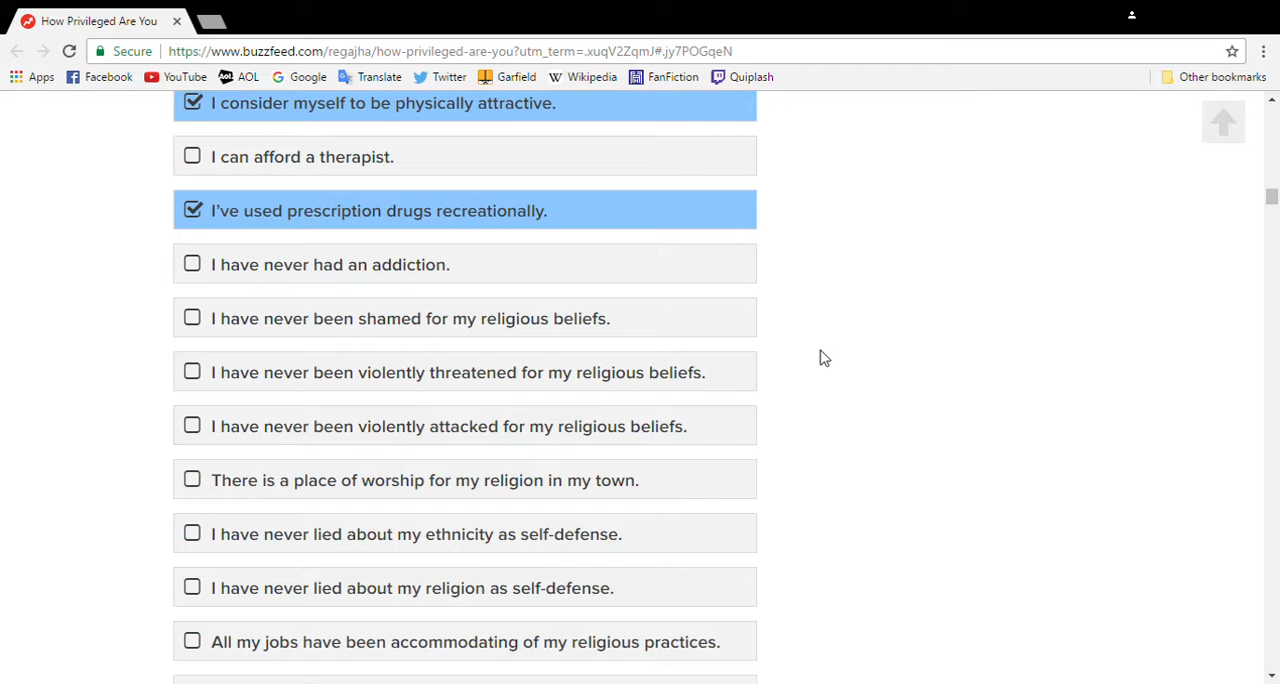 How Privileged Are You
Secure
https://www.buzzfeed.com/regajha/how-privileged-are-you?utm_term=.xuqV2ZqmJ#.jy7POGqeN
Apps Facebook YouTube AOL Google Translate Twitter Garfield Wikipedia FanFiction Quiplash Other bookmarks
I consider myself to be physically attractive.
I can afford a therapist.
I’ve used prescription drugs recreationally.
I have never had an addiction.
I have never been shamed for my religious beliefs.
I have never been violently threatened for my religious beliefs.
I have never been violently attacked for my religious beliefs.
There is a place of worship for my religion in my town.
I have never lied about my ethnicity as self-defense.
I have never lied about my religion as self-defense.
All my jobs have been accommodating of my religious practices.